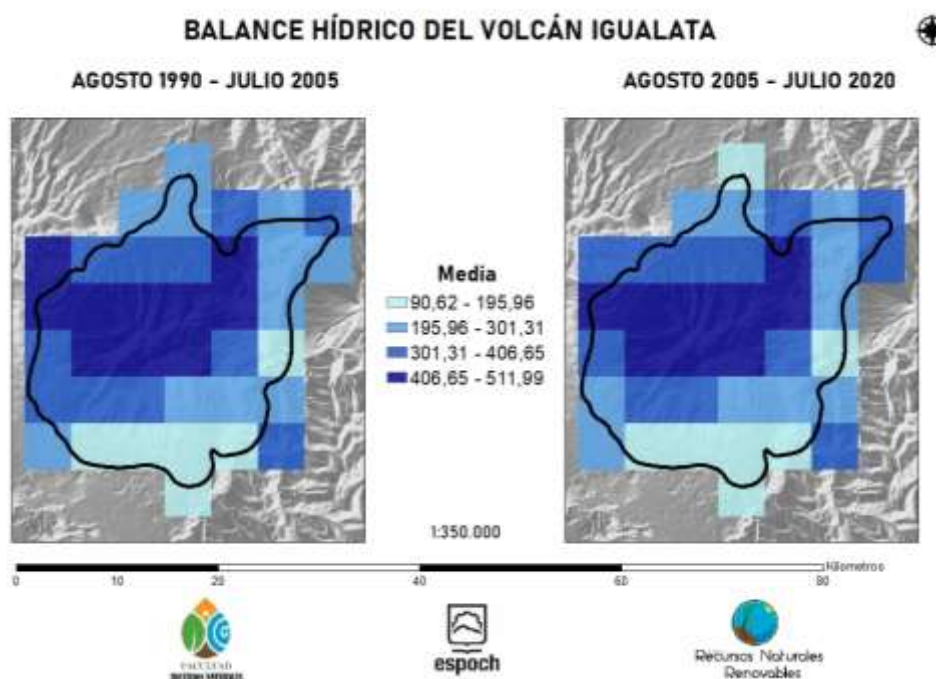 BALANCE HÍDRICO DEL VOLCÁN IGUALATA
AGOSTO 1990 - JULIO 2005
AGOSTO 2005 - JULIO 2020
Media
90,62 - 195,96
195,96 - 301,31
301,31 - 406,65
406,65 - 511,99
1:350.000
Kilometros
0 10 20 40 60 80
FACULTAD
espoch
Recursos Naturales
Renovables